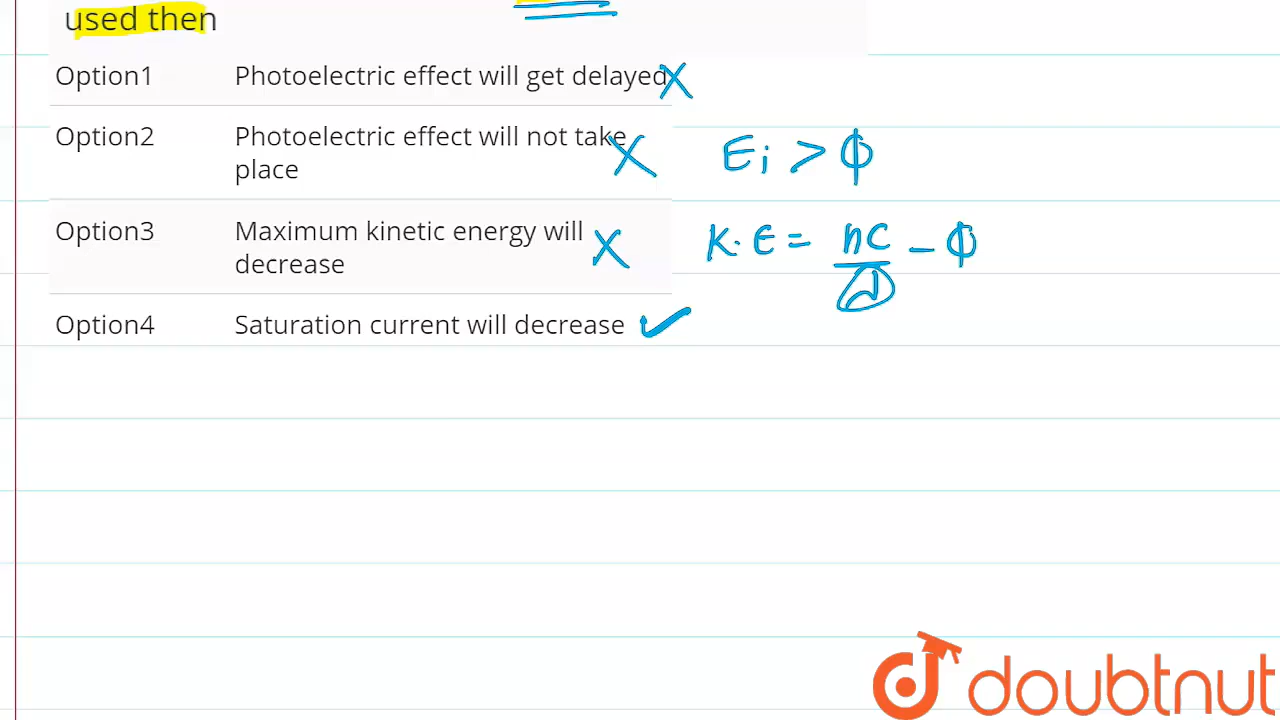 used then
Option1 Photoelectric effect will get delayed X
Option2 Photoelectric effect will not take place X Ei > ϕ
Option3 Maximum kinetic energy will decrease X K.E = hc/λ - ϕ
Option4 Saturation current will decrease ✓
doubtnut